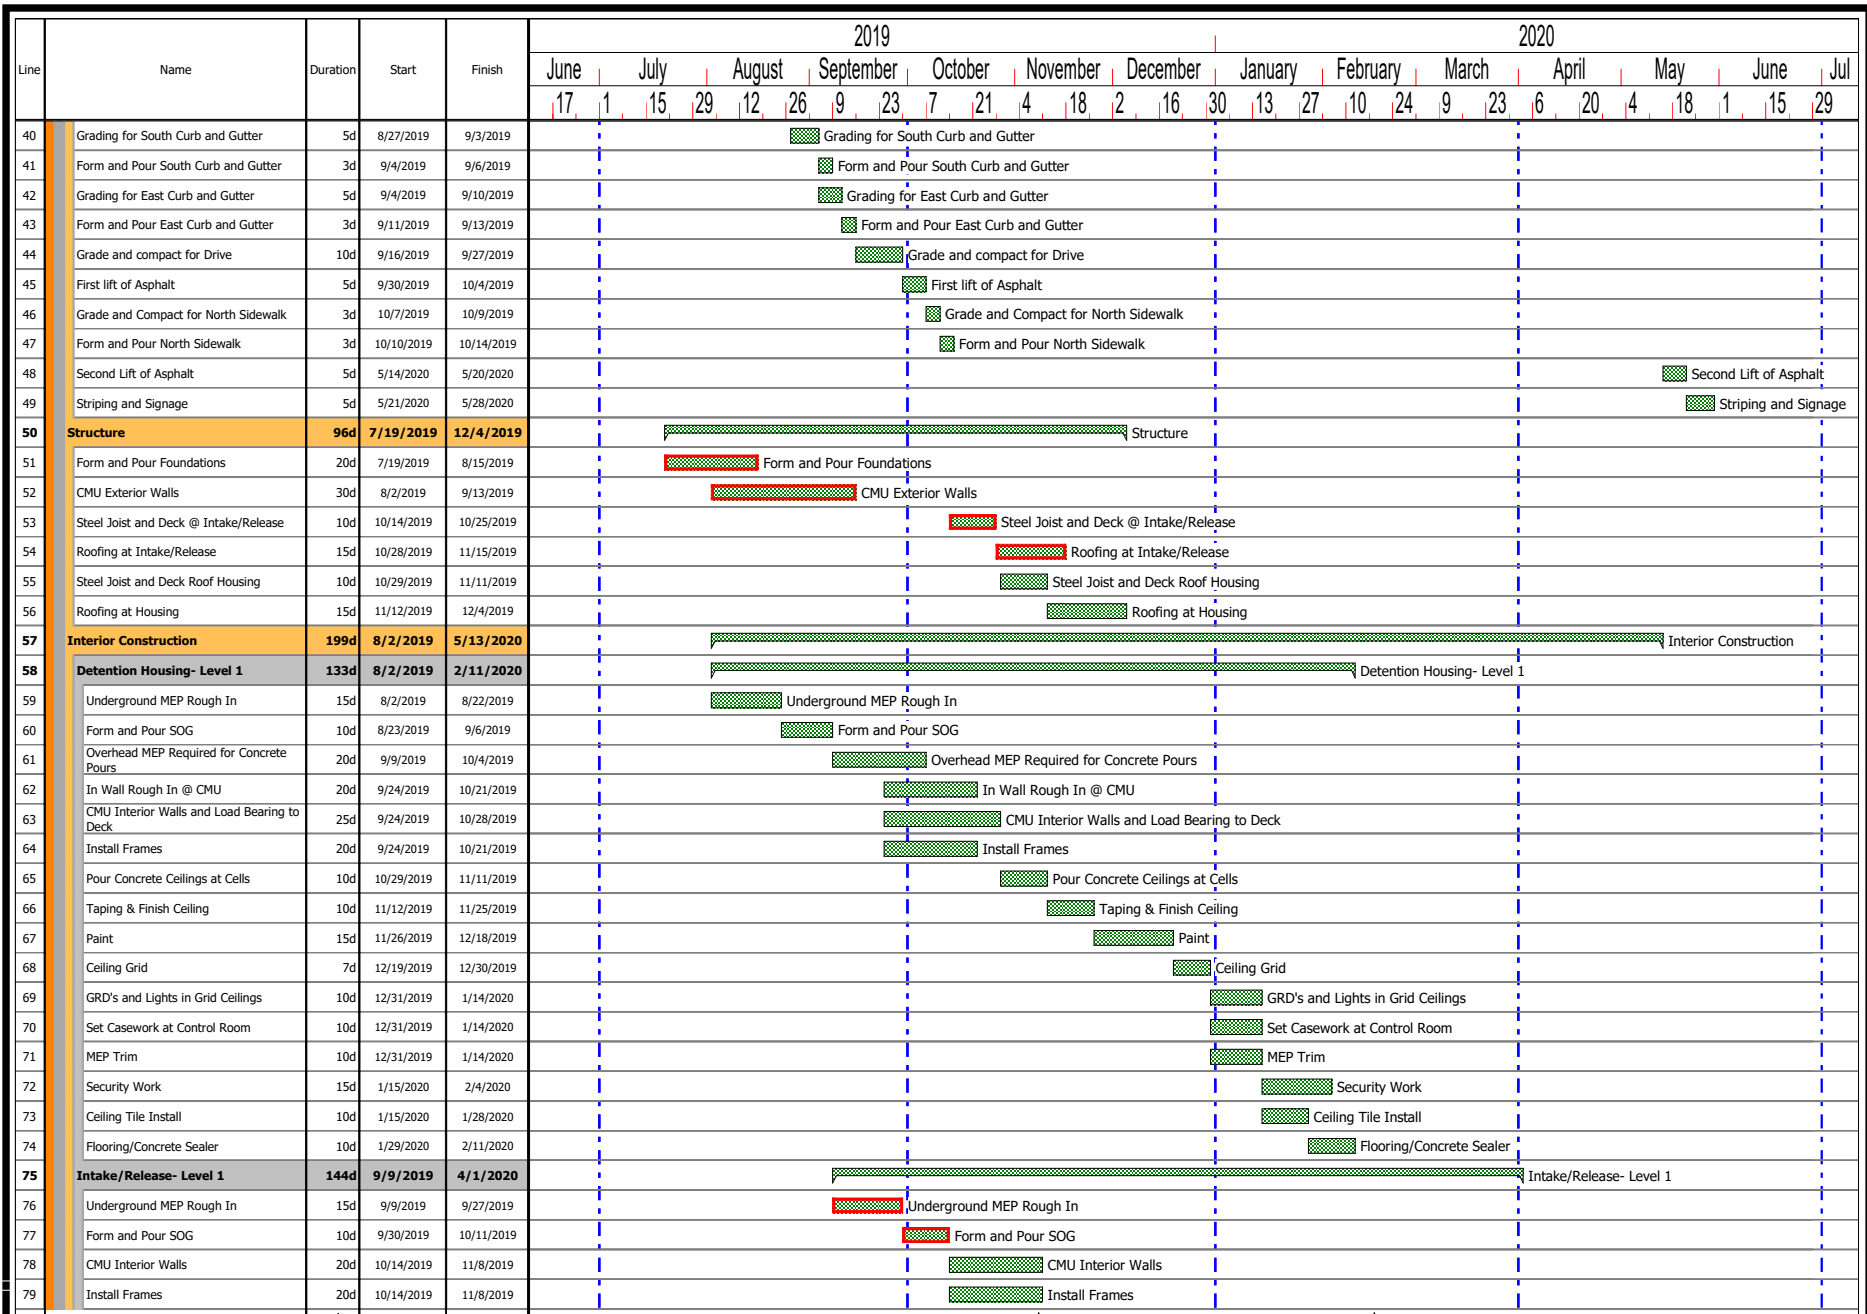 2019 2020
Line Name Duration Start Finish June July August September October November December January February March April May June Jul
17 1 15 29 12 26 9 23 7 21 4 18 2 16 30 13 27 10 24 9 23 6 20 4 18 1 15 29
40 Grading for South Curb and Gutter 5d 8/27/2019 9/3/2019 Grading for South Curb and Gutter
41 Form and Pour South Curb and Gutter 3d 9/4/2019 9/6/2019 Form and Pour South Curb and Gutter
42 Grading for East Curb and Gutter 5d 9/4/2019 9/10/2019 Grading for East Curb and Gutter
43 Form and Pour East Curb and Gutter 3d 9/11/2019 9/13/2019 Form and Pour East Curb and Gutter
44 Grade and compact for Drive 10d 9/16/2019 9/27/2019 Grade and compact for Drive
45 First lift of Asphalt 5d 9/30/2019 10/4/2019 First lift of Asphalt
46 Grade and Compact for North Sidewalk 3d 10/7/2019 10/9/2019 Grade and Compact for North Sidewalk
47 Form and Pour North Sidewalk 3d 10/10/2019 10/14/2019 Form and Pour North Sidewalk
48 Second Lift of Asphalt 5d 5/14/2020 5/20/2020 Second Lift of Asphalt
49 Striping and Signage 5d 5/21/2020 5/28/2020 Striping and Signage
50 Structure 96d 7/19/2019 12/4/2019 Structure
51 Form and Pour Foundations 20d 7/19/2019 8/15/2019 Form and Pour Foundations
52 CMU Exterior Walls 30d 8/2/2019 9/13/2019 CMU Exterior Walls
53 Steel Joist and Deck @ Intake/Release 10d 10/14/2019 10/25/2019 Steel Joist and Deck @ Intake/Release
54 Roofing at Intake/Release 15d 10/28/2019 11/15/2019 Roofing at Intake/Release
55 Steel Joist and Deck Roof Housing 10d 10/29/2019 11/11/2019 Steel Joist and Deck Roof Housing
56 Roofing at Housing 15d 11/12/2019 12/4/2019 Roofing at Housing
57 Interior Construction 199d 8/2/2019 5/13/2020 Interior Construction
58 Detention Housing- Level 1 133d 8/2/2019 2/11/2020 Detention Housing- Level 1
59 Underground MEP Rough In 15d 8/2/2019 8/22/2019 Underground MEP Rough In
60 Form and Pour SOG 10d 8/23/2019 9/6/2019 Form and Pour SOG
61 Overhead MEP Required for Concrete
Pours 20d 9/9/2019 10/4/2019 Overhead MEP Required for Concrete Pours
62 In Wall Rough In @ CMU 20d 9/24/2019 10/21/2019 In Wall Rough In @ CMU
63 CMU Interior Walls and Load Bearing to
Deck 25d 9/24/2019 10/28/2019 CMU Interior Walls and Load Bearing to Deck
64 Install Frames 20d 9/24/2019 10/21/2019 Install Frames
65 Pour Concrete Ceilings at Cells 10d 10/29/2019 11/11/2019 Pour Concrete Ceilings at Cells
66 Taping & Finish Ceiling 10d 11/12/2019 11/25/2019 Taping & Finish Ceiling
67 Paint 15d 11/26/2019 12/18/2019 Paint
68 Ceiling Grid 7d 12/19/2019 12/30/2019 Ceiling Grid
69 GRD's and Lights in Grid Ceilings 10d 12/31/2019 1/14/2020 GRD's and Lights in Grid Ceilings
70 Set Casework at Control Room 10d 12/31/2019 1/14/2020 Set Casework at Control Room
71 MEP Trim 10d 12/31/2019 1/14/2020 MEP Trim
72 Security Work 15d 1/15/2020 2/4/2020 Security Work
73 Ceiling Tile Install 10d 1/15/2020 1/28/2020 Ceiling Tile Install
74 Flooring/Concrete Sealer 10d 1/29/2020 2/11/2020 Flooring/Concrete Sealer
75 Intake/Release- Level 1 144d 9/9/2019 4/1/2020 Intake/Release- Level 1
76 Underground MEP Rough In 15d 9/9/2019 9/27/2019 Underground MEP Rough In
77 Form and Pour SOG 10d 9/30/2019 10/11/2019 Form and Pour SOG
78 CMU Interior Walls 20d 10/14/2019 11/8/2019 CMU Interior Walls
79 Install Frames 20d 10/14/2019 11/8/2019 Install Frames